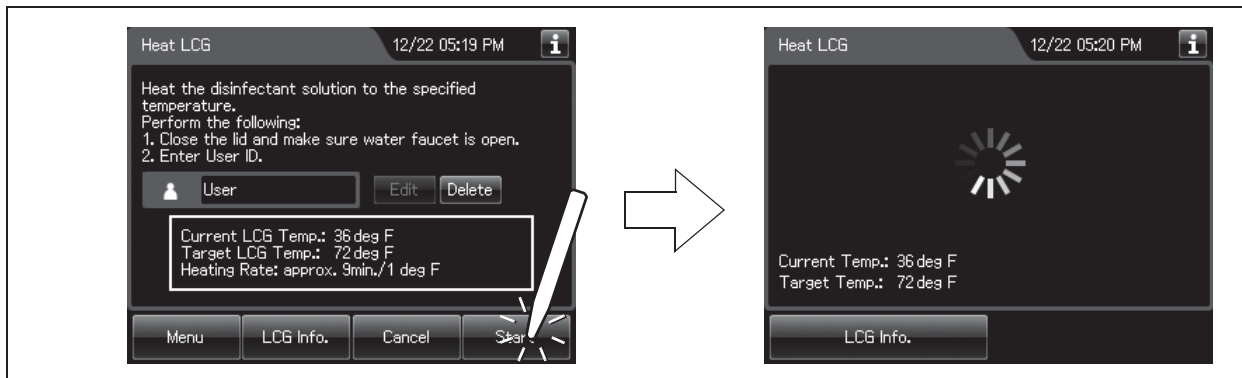 Heat LCG
12/22 05:19 PM
i
Heat the disinfectant solution to the specified
temperature.
Perform the following:
1. Close the lid and make sure water faucet is open.
2. Enter User ID.
User
Edit
Delete
Current LCG Temp.: 36 deg F
Target LCG Temp.: 72 deg F
Heating Rate: approx. 9min./1 deg F
Menu
LCG Info.
Cancel
Start
Heat LCG
12/22 05:20 PM
i
Current Temp.: 36 deg F
Target Temp.: 72 deg F
LCG Info.